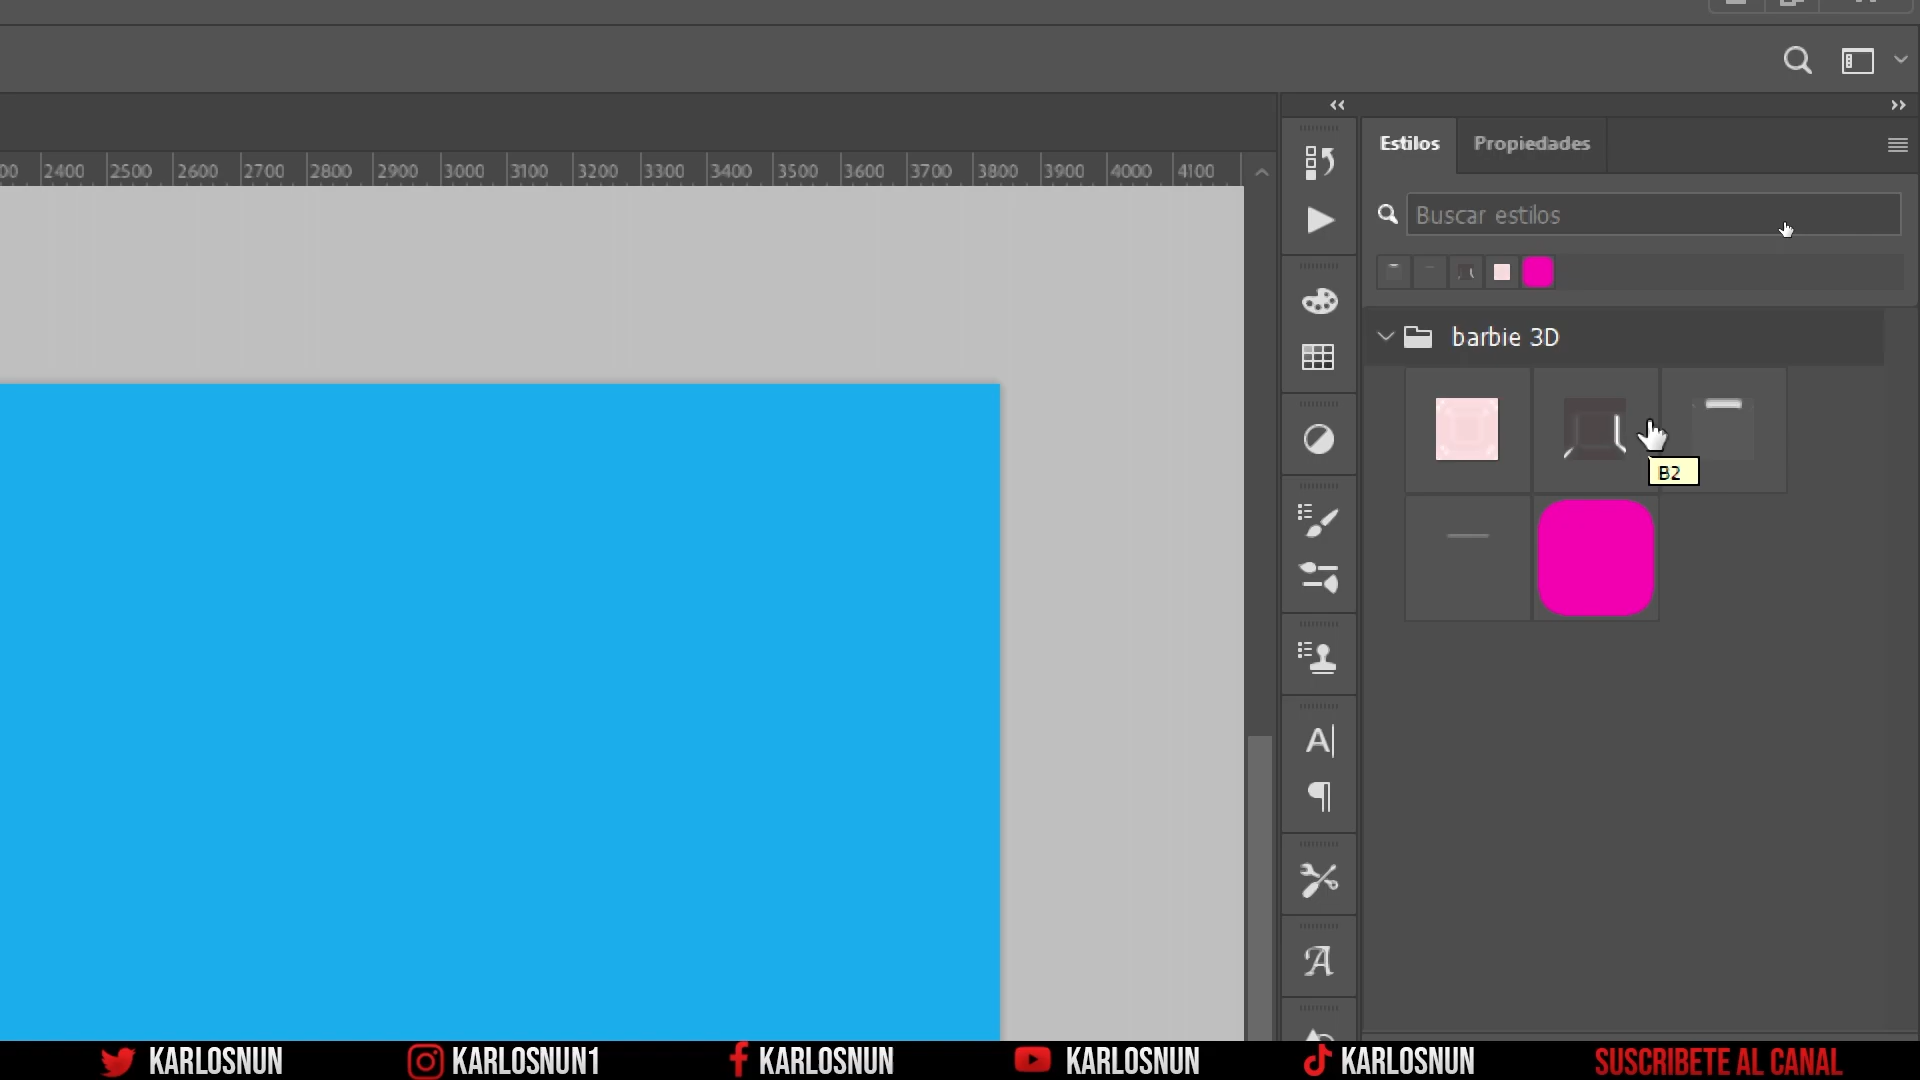 2400 2500 2600 2700 2800 2900 3000 3100 3200 3300 3400 3500 3600 3700 3800 3900 4000 4100
Estilos Propiedades
Buscar estilos
barbie 3D
B2
KARLOSNUN KARLOSNUN1 KARLOSNUN KARLOSNUN KARLOSNUN SUSCRIBETE AL CANAL